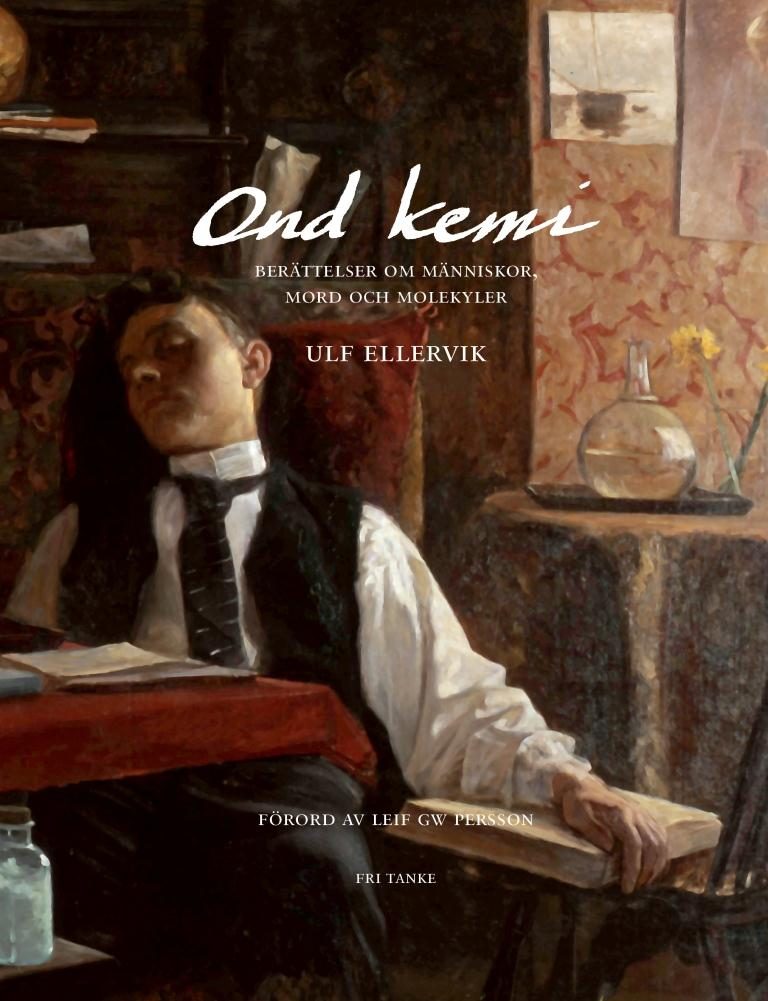 Ond kemi
BERÄTTELSER OM MÄNNISKOR,
MORD OCH MOLEKYLER
ULF ELLERVIK
FÖRORD AV LEIF GW PERSSON
FRI TANKE